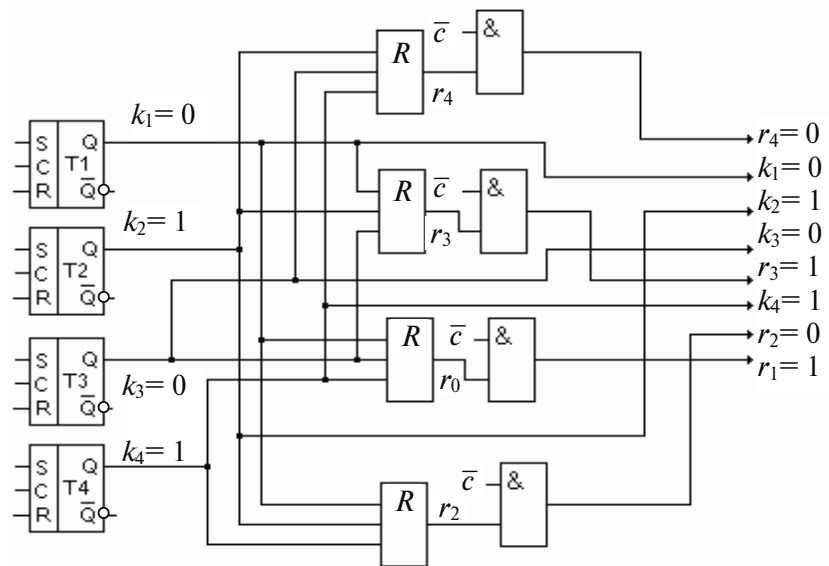 c̅ &
R
r4
k1= 0
S Q
C T1
R Q̅
r4= 0
k1= 0
k2= 1
k3= 0
r3= 1
k4= 1
r2= 0
r1= 1
R c̅ &
r3
k2= 1
S Q
C T2
R Q̅
R c̅ &
r0
S Q
C T3
R Q̅
k3= 0
k4= 1
S Q
C T4
R Q̅
R c̅ &
r2